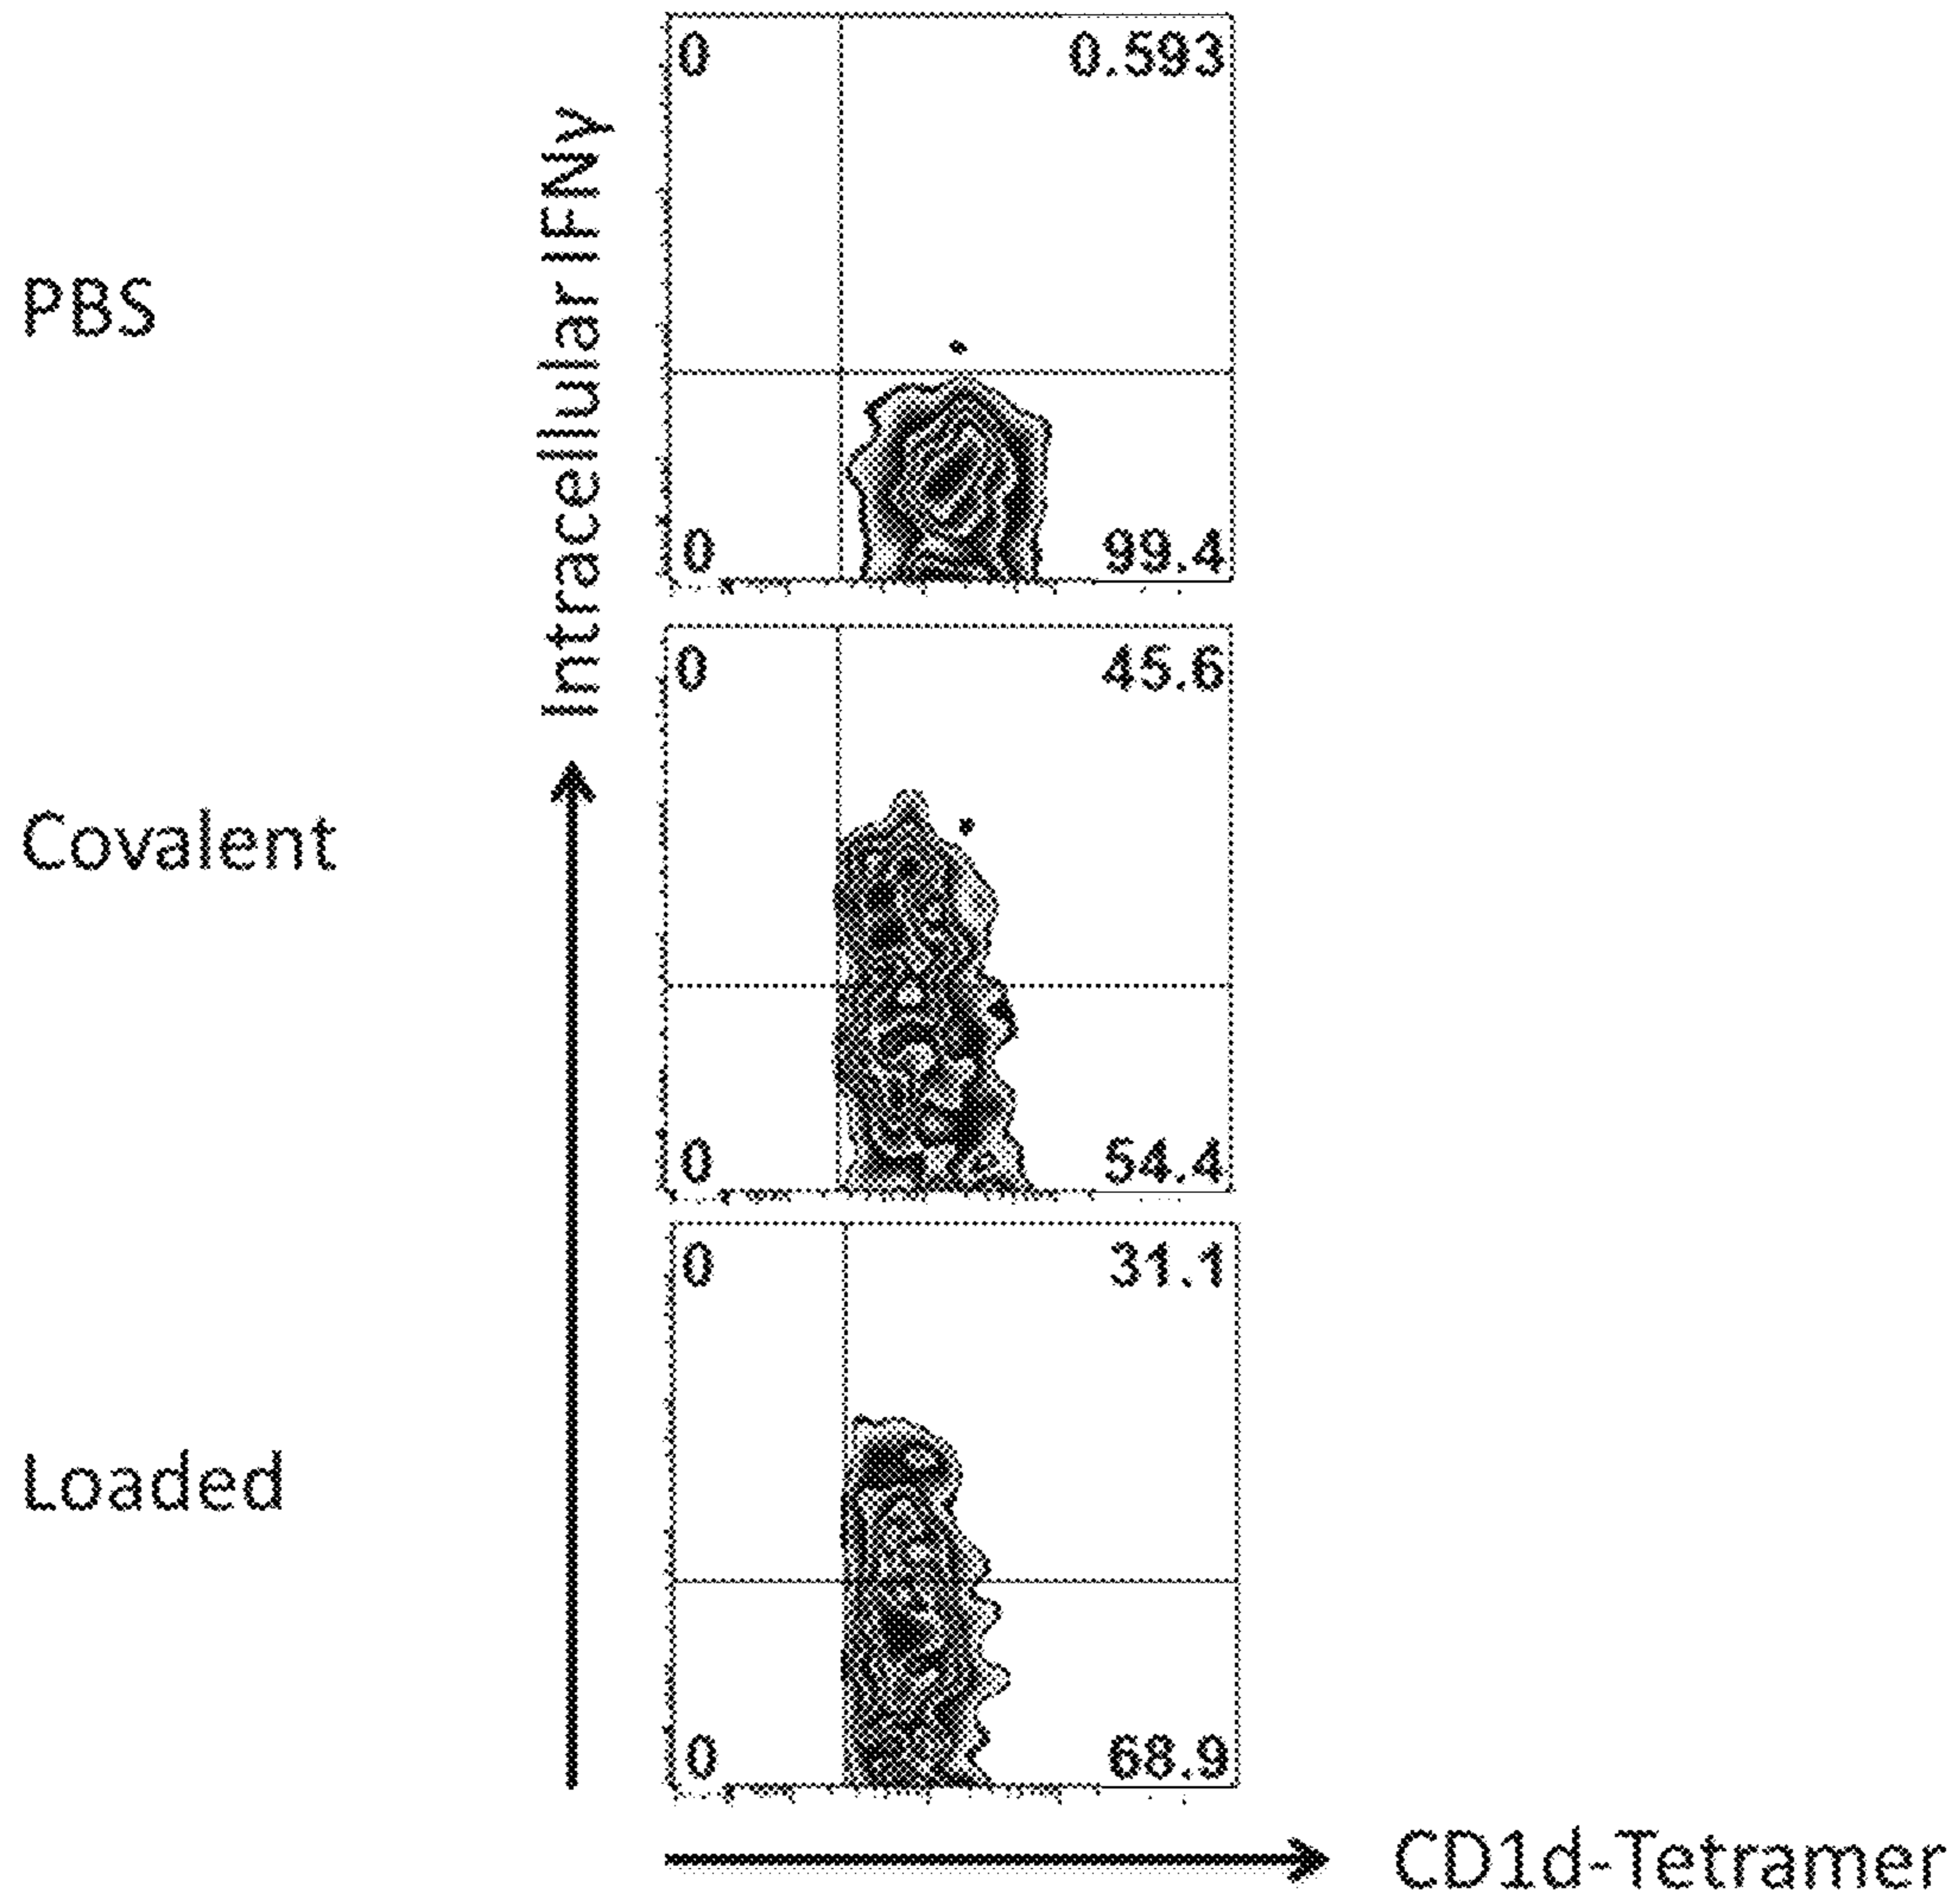 0 0.593
Intracellular IFNγ
PBS
0 99.4
0 45.6
Covalent
0 54.4
0 31.1
Loaded
0 68.9
CD1d-Tetramer